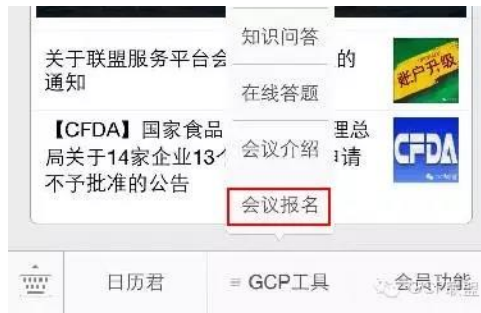 知识问答
关于联盟服务平台会
的
通知
在线答题
账户升级
【CFDA】国家食品
理总
局关于14家企业13个
申请
不予批准的公告
会议介绍
CFDA
会议报名
日历君
≡ GCP工具
会员功能